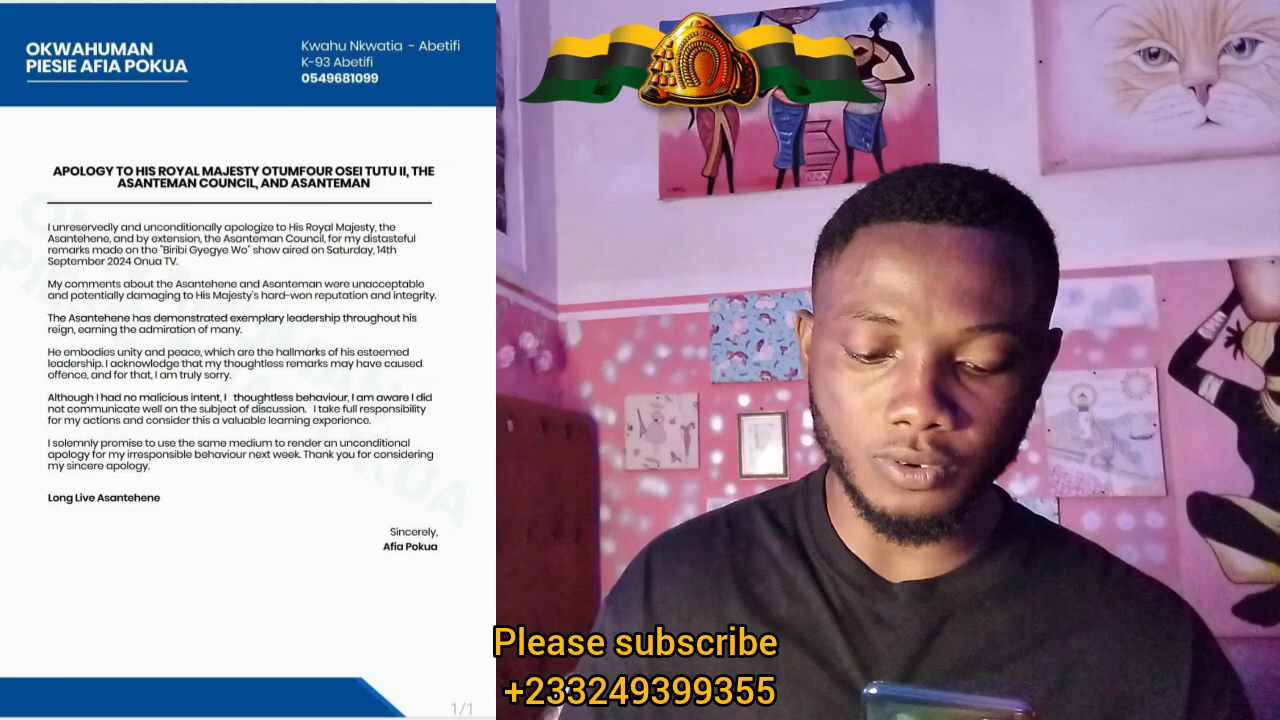 OKWAHUMAN
PIESIE AFIA POKUA
Kwahu Nkwatia - Abetifi
K-93 Abetifi
0549681099
APOLOGY TO HIS ROYAL MAJESTY OTUMFOUR OSEI TUTU II, THE
ASANTEMAN COUNCIL, AND ASANTEMAN
I unreservedly and unconditionally apologize to His Royal Majesty, the
Asantehene, and by extension, the Asanteman Council, for my distasteful
remarks made on the "Biribi Gyegye Wo" show aired on Saturday, 14th
September 2024 Onua TV.
My comments about the Asantehene and Asanteman were unacceptable
and potentially damaging to His Majesty's hard-won reputation and integrity.
The Asantehene has demonstrated exemplary leadership throughout his
reign, earning the admiration of many.
He embodies unity and peace, which are the hallmarks of his esteemed
leadership. I acknowledge that my thoughtless remarks may have caused
offence, and for that, I am truly sorry.
Although I had no malicious intent, I thoughtless behaviour, I am aware I did
not communicate well on the subject of discussion. I take full responsibility
for my actions and consider this a valuable learning experience.
I solemnly promise to use the same medium to render an unconditional
apology for my irresponsible behaviour next week. Thank you for considering
my sincere apology.
Long Live Asantehene
Sincerely,
Afia Pokua
1/1
Please subscribe
+233249399355